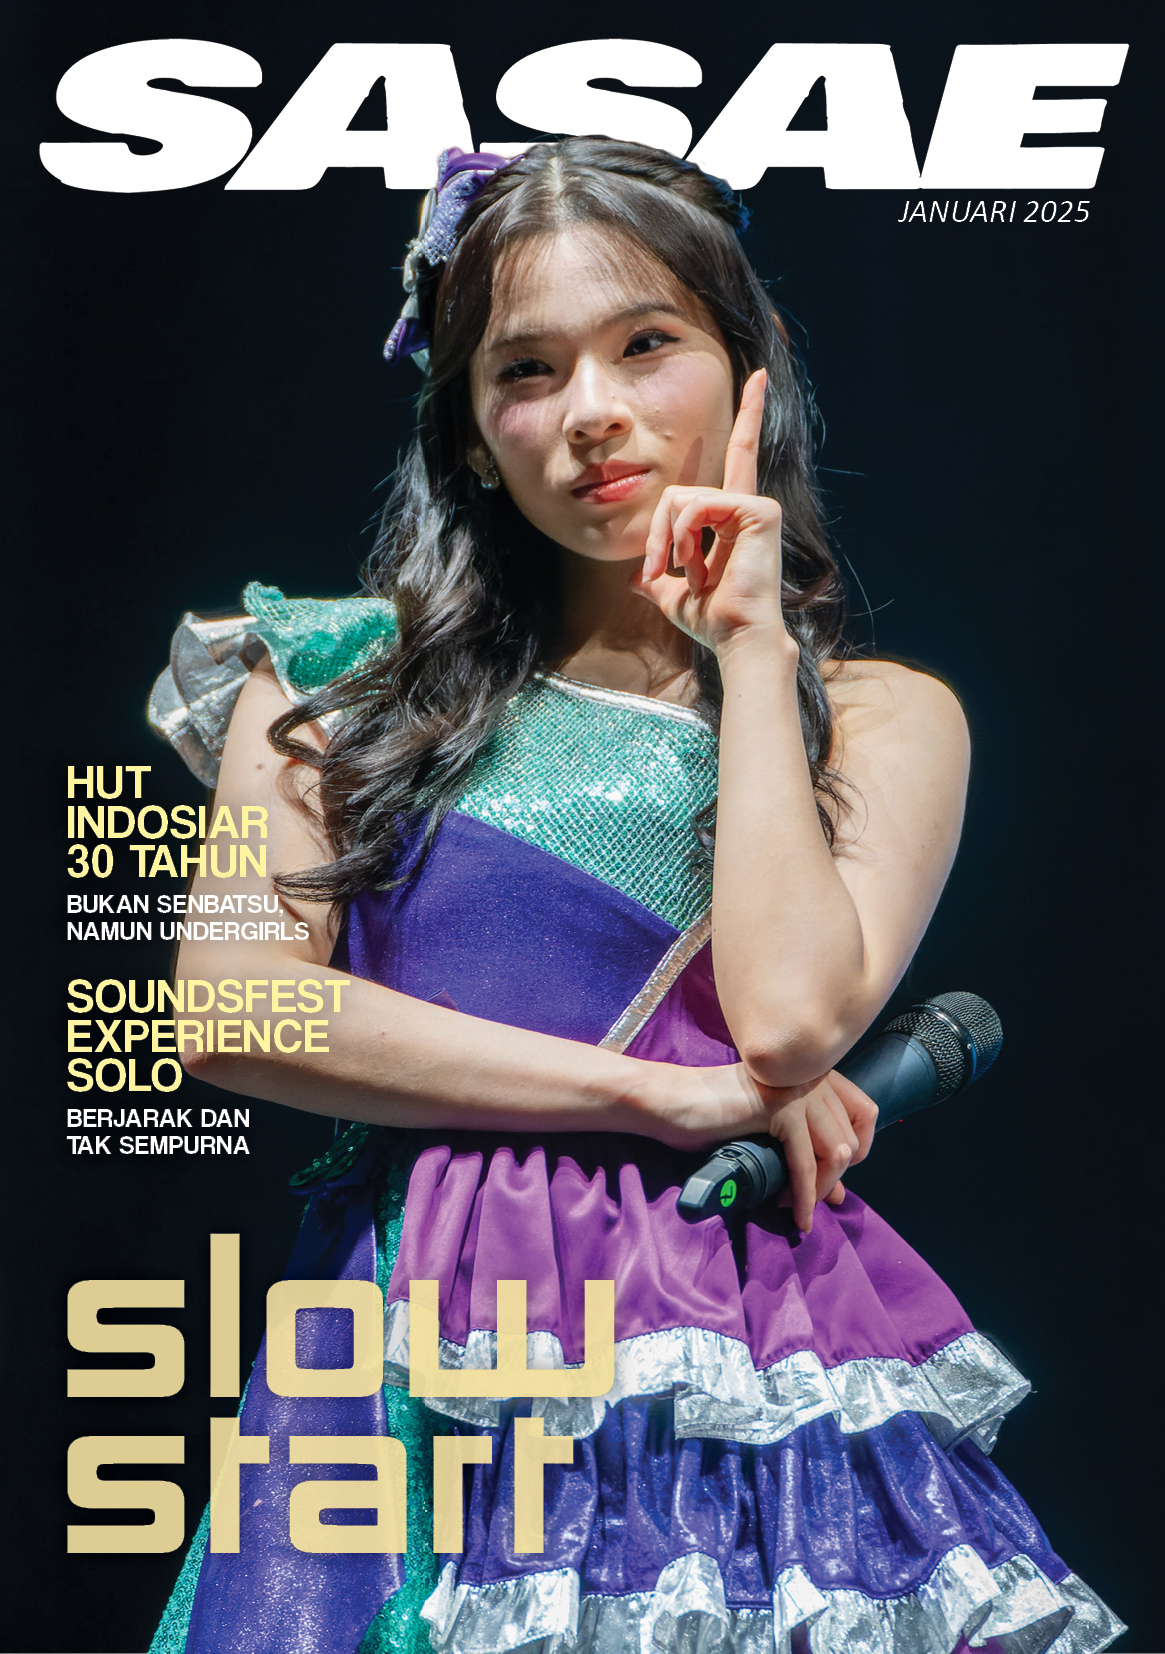 SASAE
JANUARI 2025
HUT
INDOSIAR
30 TAHUN
BUKAN SENBATSU,
NAMUN UNDERGIRLS
SOUNDSFEST
EXPERIENCE
SOLO
BERJARAK DAN
TAK SEMPURNA
slow
start